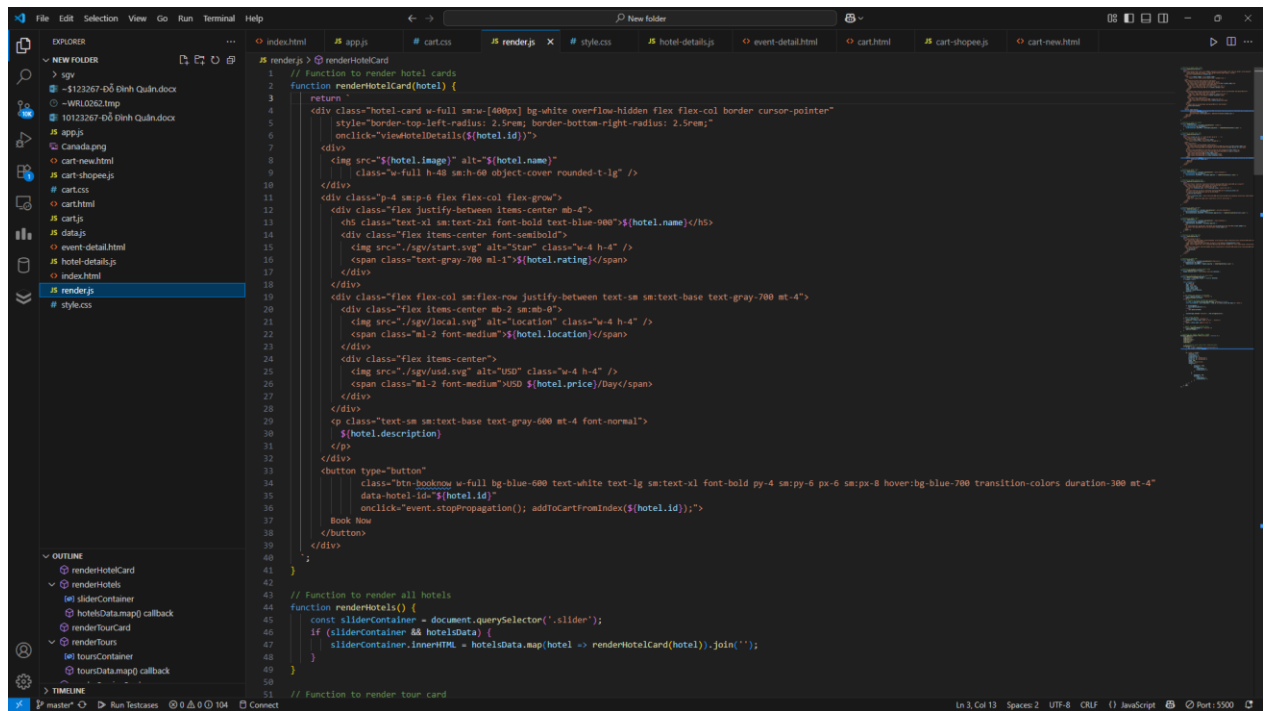 File Edit Selection View Go Run Terminal Help
New folder
EXPLORER
index.html
app.js
cart.css
render.js
style.css
hotel-details.js
event-detail.html
cart.html
cart-shopee.js
cart-new.html
NEW FOLDER
sgv
~$123267-Đỗ Đình Quân.docx
~WRL0262.tmp
10123267-Đỗ Đình Quân.docx
app.js
Canada.png
cart-new.html
cart-shopee.js
cart.css
cart.html
cart.js
data.js
event-detail.html
hotel-details.js
index.html
render.js
style.css
10K
1
OUTLINE
renderHotelCard
renderHotels
sliderContainer
hotelsData.map() callback
renderTourCard
renderTours
toursContainer
toursData.map() callback
TIMELINE
JS render.js > renderHotelCard
1 // Function to render hotel cards
2 function renderHotelCard(hotel) {
3 return `
4 <div class="hotel-card w-full sm:w-[400px] bg-white overflow-hidden flex flex-col border cursor-pointer"
5 style="border-top-left-radius: 2.5rem; border-bottom-right-radius: 2.5rem;"
6 onclick="viewHotelDetails(${hotel.id})">
7 <div>
8 <img src="${hotel.image}" alt="${hotel.name}"
9 class="w-full h-48 sm:h-60 object-cover rounded-t-lg" />
10 </div>
11 <div class="p-4 sm:p-6 flex flex-col flex-grow">
12 <div class="flex justify-between items-center mb-4">
13 <h5 class="text-xl sm:text-2xl font-bold text-blue-900">${hotel.name}</h5>
14 <div class="flex items-center font-semibold">
15 <img src="./sgv/start.svg" alt="Star" class="w-4 h-4" />
16 <span class="text-gray-700 ml-1">${hotel.rating}</span>
17 </div>
18 </div>
19 <div class="flex flex-col sm:flex-row justify-between text-sm sm:text-base text-gray-700 mt-4">
20 <div class="flex items-center mb-2 sm:mb-0">
21 <img src="./sgv/local.svg" alt="Location" class="w-4 h-4" />
22 <span class="ml-2 font-medium">${hotel.location}</span>
23 </div>
24 <div class="flex items-center">
25 <img src="./sgv/usd.svg" alt="USD" class="w-4 h-4" />
26 <span class="ml-2 font-medium">USD ${hotel.price}/Day</span>
27 </div>
28 </div>
29 <p class="text-sm sm:text-base text-gray-600 mt-4 font-normal">
30 ${hotel.description}
31 </p>
32 </div>
33 <button type="button"
34 class="btn-booknow w-full bg-blue-600 text-white text-lg sm:text-xl font-bold py-4 sm:py-6 px-6 sm:px-8 hover:bg-blue-700 transition-colors duration-300 mt-4"
35 data-hotel-id="${hotel.id}"
36 onclick="event.stopPropagation(); addToCartFromIndex(${hotel.id});">
37 Book Now
38 </button>
39 </div>
40 `;
41 }
42
43 // Function to render all hotels
44 function renderHotels() {
45 const sliderContainer = document.querySelector('.slider');
46 if (sliderContainer && hotelsData) {
47 sliderContainer.innerHTML = hotelsData.map(hotel => renderHotelCard(hotel)).join('');
48 }
49 }
50
51 // Function to render tour card
master* Run Testcases 0 0 0 104 Connect
Ln 3, Col 13 Spaces: 2 UTF-8 CRLF {} JavaScript Port : 5500